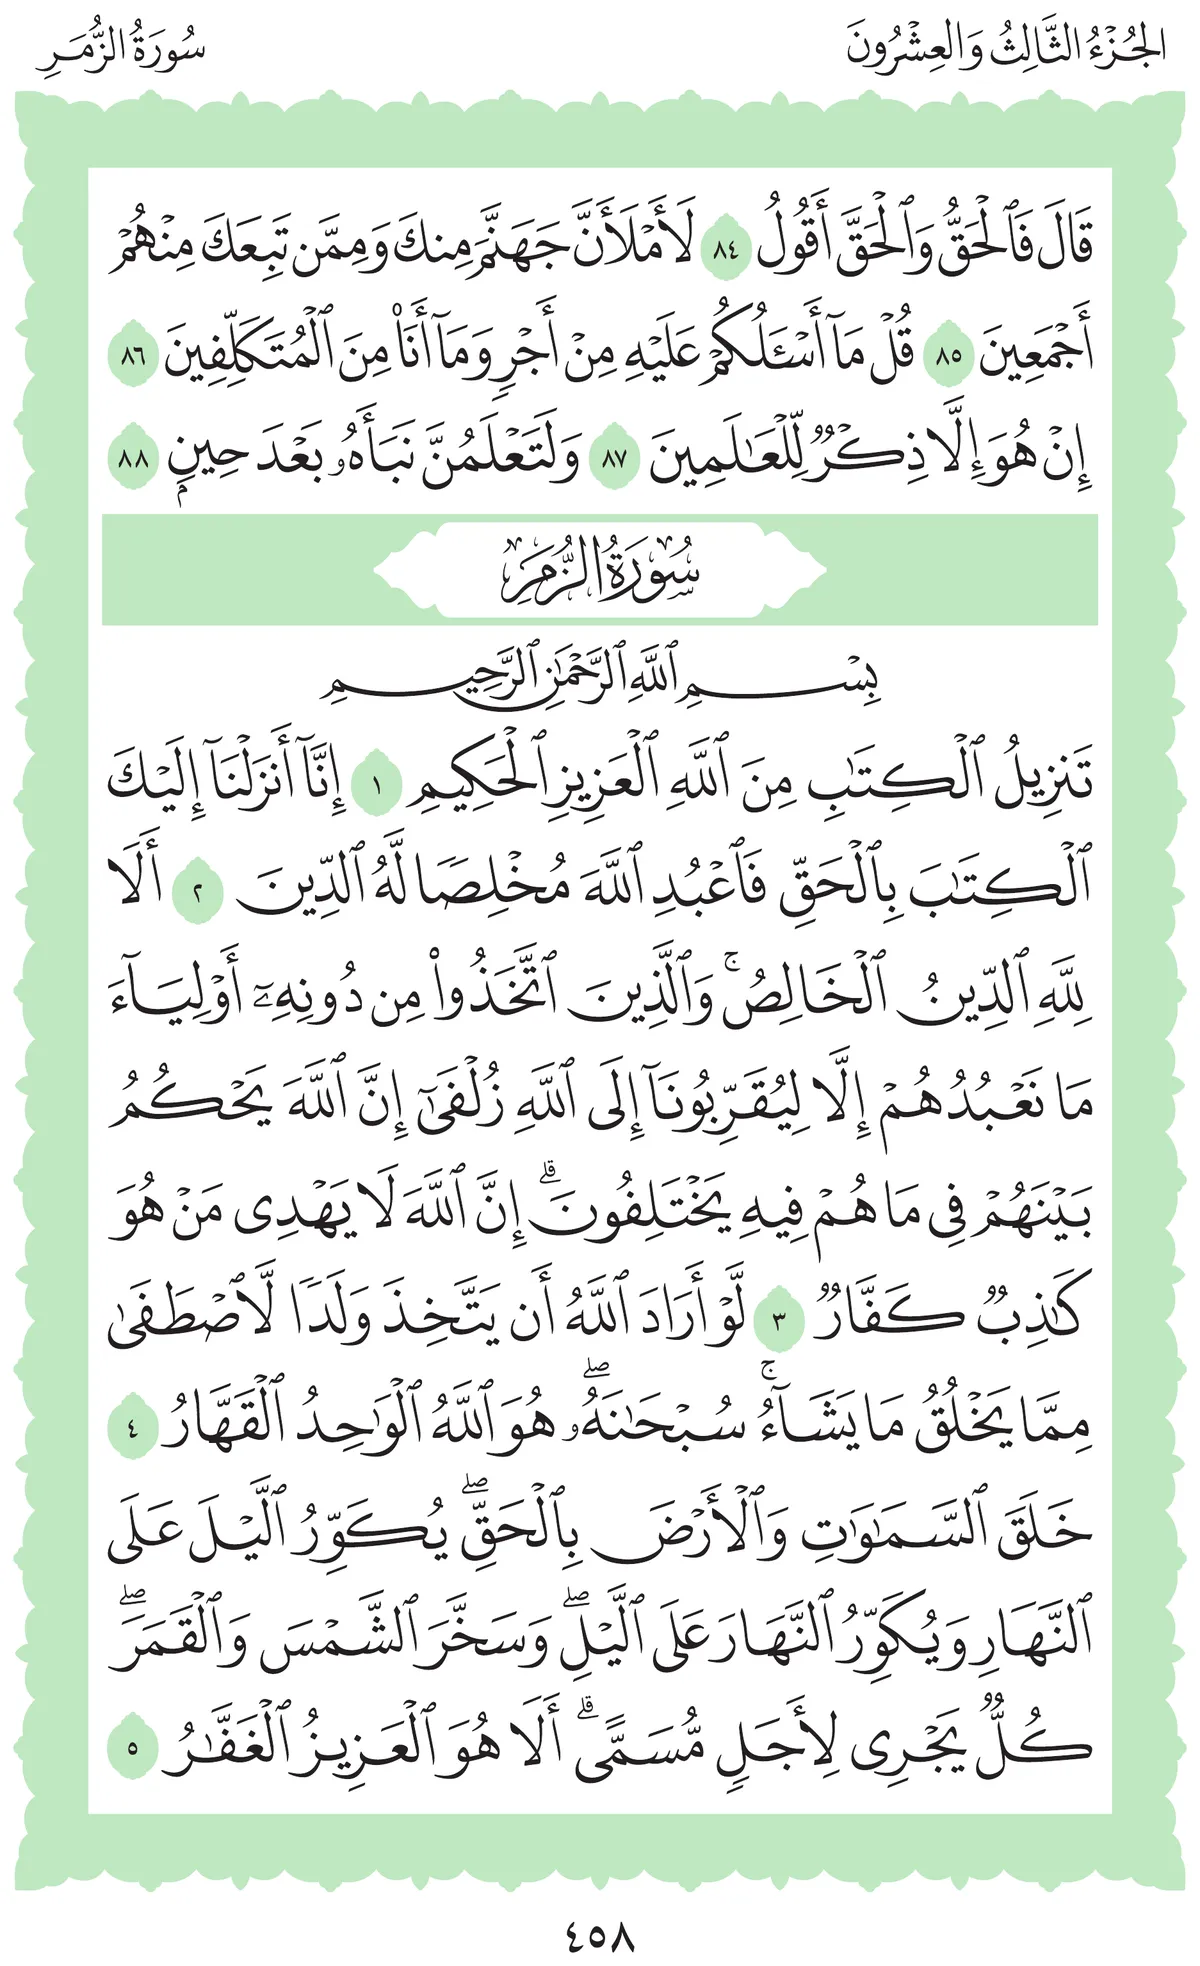 الجُزْءُ الثَّالِثُ وَالعِشْرُونَ
سُورَةُ الزُّمَرِ
قَالَ فَٱلْحَقُّ وَٱلْحَقَّ أَقُولُ ٨٤ لَأَمْلَأَنَّ جَهَنَّمَ مِنكَ وَمِمَّن تَبِعَكَ مِنْهُمْ
أَجْمَعِينَ ٨٥ قُلْ مَآ أَسْـَٔلُكُمْ عَلَيْهِ مِنْ أَجْرٍ وَمَآ أَنَا۠ مِنَ ٱلْمُتَكَلِّفِينَ ٨٦
إِنْ هُوَ إِلَّا ذِكْرٌ لِّلْعَـٰلَمِينَ ٨٧ وَلَتَعْلَمُنَّ نَبَأَهُۥ بَعْدَ حِينٍۭ ٨٨
سُورَةُ الزُّمَرِ
بِسْمِ ٱللَّهِ ٱلرَّحْمَـٰنِ ٱلرَّحِيمِ
تَنزِيلُ ٱلْكِتَـٰبِ مِنَ ٱللَّهِ ٱلْعَزِيزِ ٱلْحَكِيمِ ١ إِنَّآ أَنزَلْنَآ إِلَيْكَ
ٱلْكِتَـٰبَ بِٱلْحَقِّ فَٱعْبُدِ ٱللَّهَ مُخْلِصًا لَّهُ ٱلدِّينَ ٢ أَلَا
لِلَّهِ ٱلدِّينُ ٱلْخَالِصُ ۚ وَٱلَّذِينَ ٱتَّخَذُوا۟ مِن دُونِهِۦٓ أَوْلِيَآءَ
مَا نَعْبُدُهُمْ إِلَّا لِيُقَرِّبُونَآ إِلَى ٱللَّهِ زُلْفَىٰٓ إِنَّ ٱللَّهَ يَحْكُمُ
بَيْنَهُمْ فِى مَا هُمْ فِيهِ يَخْتَلِفُونَ ۗ إِنَّ ٱللَّهَ لَا يَهْدِى مَنْ هُوَ
كَـٰذِبٌ كَفَّارٌ ٣ لَّوْ أَرَادَ ٱللَّهُ أَن يَتَّخِذَ وَلَدًا لَّٱصْطَفَىٰ
مِمَّا يَخْلُقُ مَا يَشَآءُ ۚ سُبْحَـٰنَهُۥ ۖ هُوَ ٱللَّهُ ٱلْوَٰحِدُ ٱلْقَهَّارُ ٤
خَلَقَ ٱلسَّمَـٰوَٰتِ وَٱلْأَرْضَ بِٱلْحَقِّ ۖ يُكَوِّرُ ٱلَّيْلَ عَلَى
ٱلنَّهَارِ وَيُكَوِّرُ ٱلنَّهَارَ عَلَى ٱلَّيْلِ ۖ وَسَخَّرَ ٱلشَّمْسَ وَٱلْقَمَرَ ۖ
كُلٌّ يَجْرِى لِأَجَلٍ مُّسَمًّى ۗ أَلَا هُوَ ٱلْعَزِيزُ ٱلْغَفَّـٰرُ ٥
٤٥٨